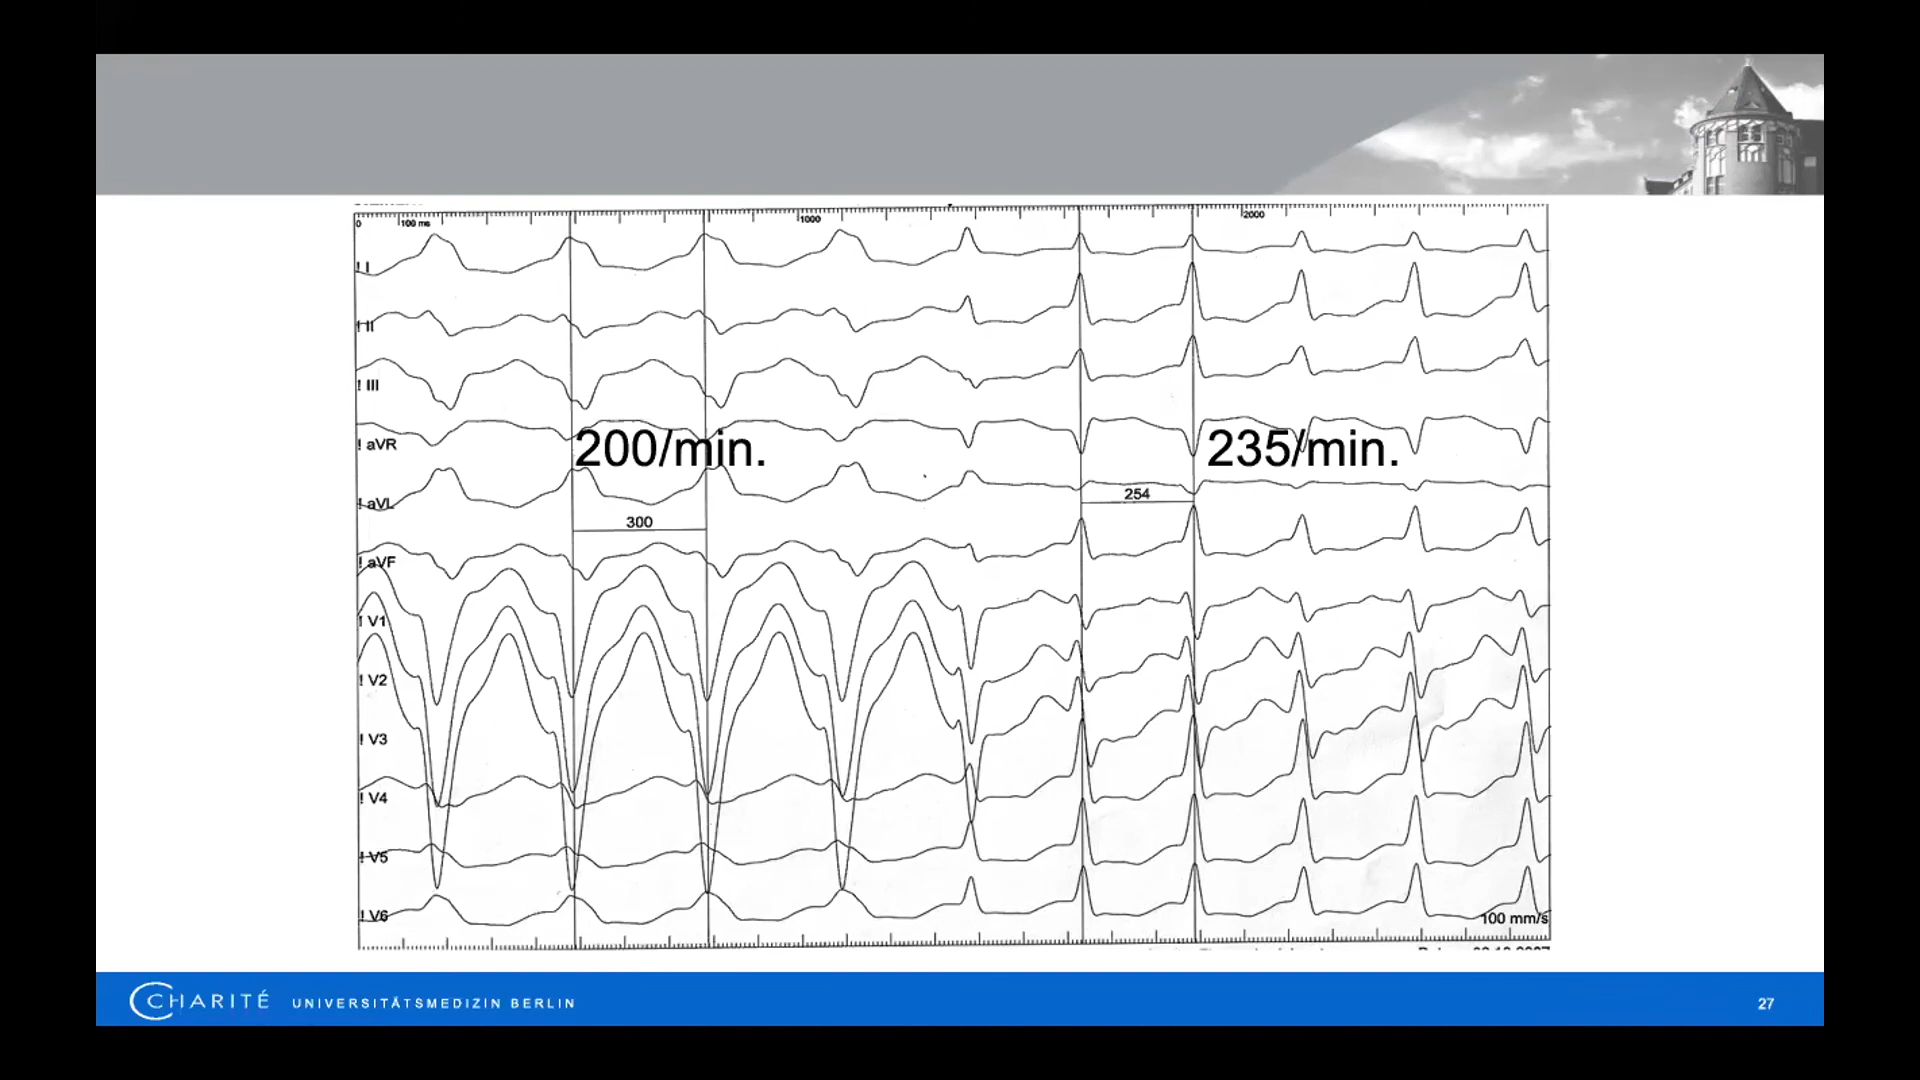 0 100 ms 1000 2000
! I
! II
! III
! aVR
200/min. 235/min.
! aVL
254
300
! aVF
! V1
! V2
! V3
! V4
! V5
! V6
100 mm/s
CHARITÉ UNIVERSITÄTSMEDIZIN BERLIN
27